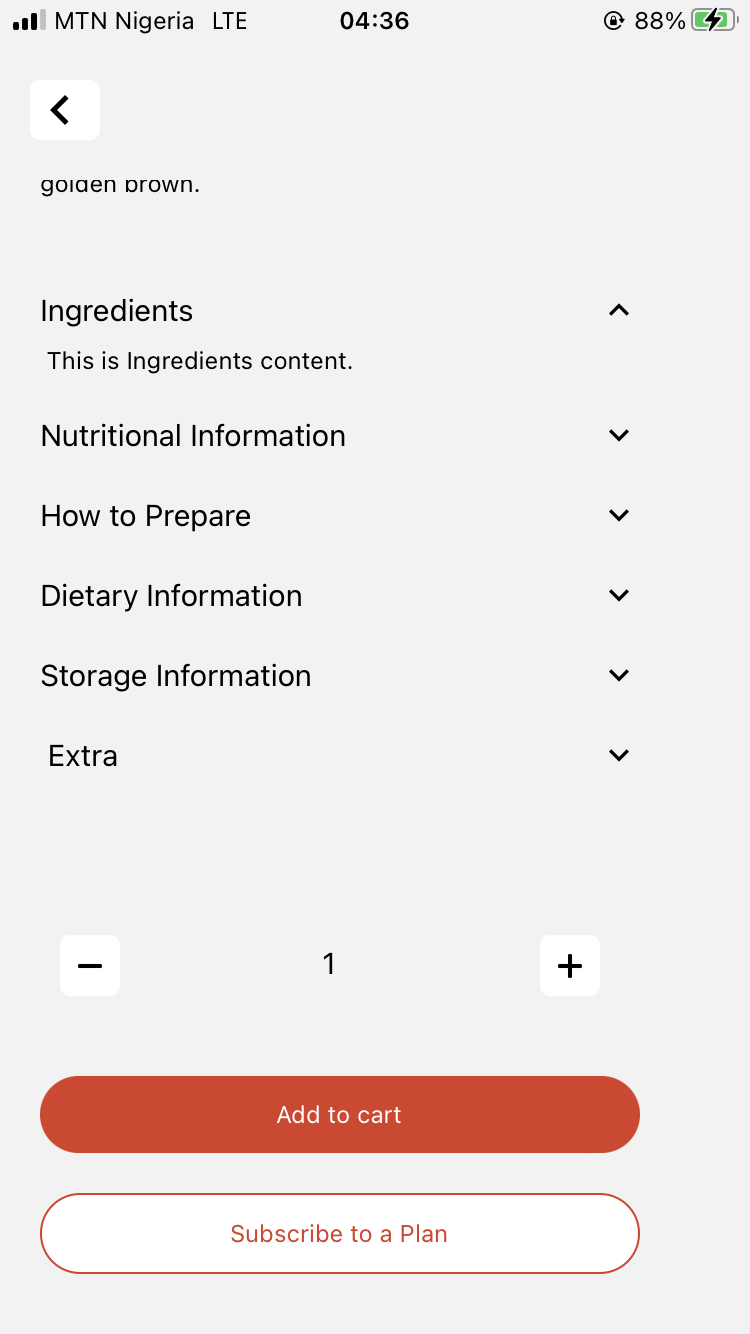 MTN Nigeria LTE 04:36 88%
golden brown.
Ingredients
This is Ingredients content.
Nutritional Information
How to Prepare
Dietary Information
Storage Information
Extra
1
Add to cart
Subscribe to a Plan